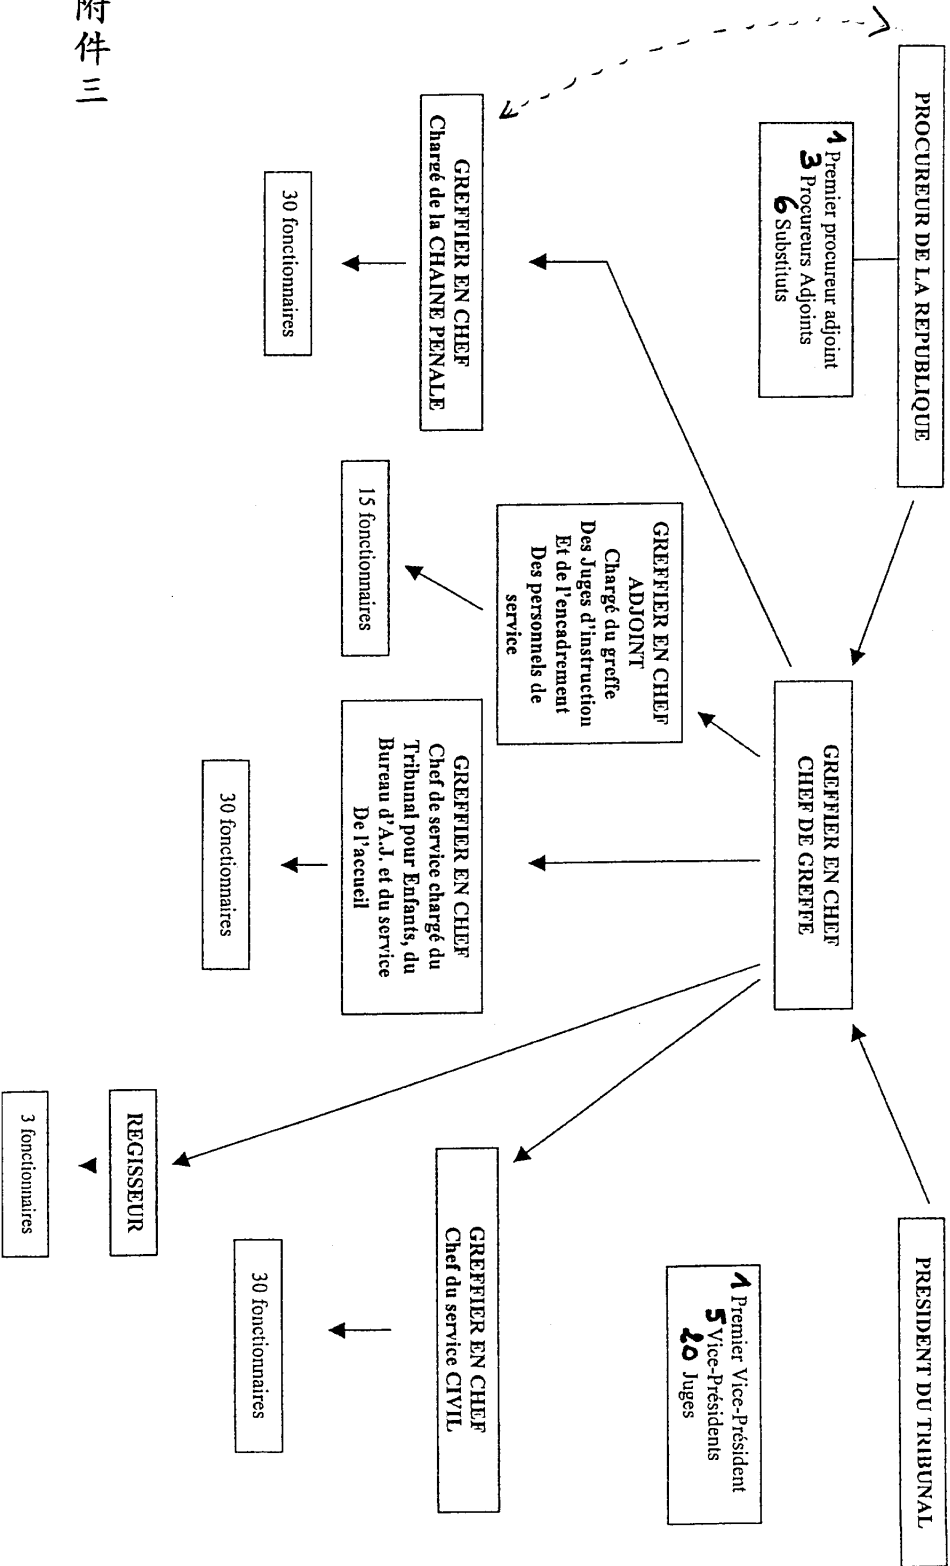 附件三
PROCUREUR DE LA REPUBLIQUE
1 Premier procureur adjoint
3 Procureurs Adjoints
6 Substituts
PRESIDENT DU TRIBUNAL
1 Premier Vice-Président
5 Vice-Présidents
20 Juges
GREFFIER EN CHEF
CHEF DE GREFFE
GREFFIER EN CHEF
Chargé de la CHAINE PENALE
30 fonctionnaires
GREFFIER EN CHEF
ADJOINT
Chargé du greffe
Des Juges d'instruction
Et de l'encadrement
Des personnels de
service
15 fonctionnaires
GREFFIER EN CHEF
Chef de service chargé du
Tribunal pour Enfants, du
Bureau d'A.J. et du service
De l'accueil
30 fonctionnaires
GREFFIER EN CHEF
Chef du service CIVIL
30 fonctionnaires
REGISSEUR
3 fonctionnaires